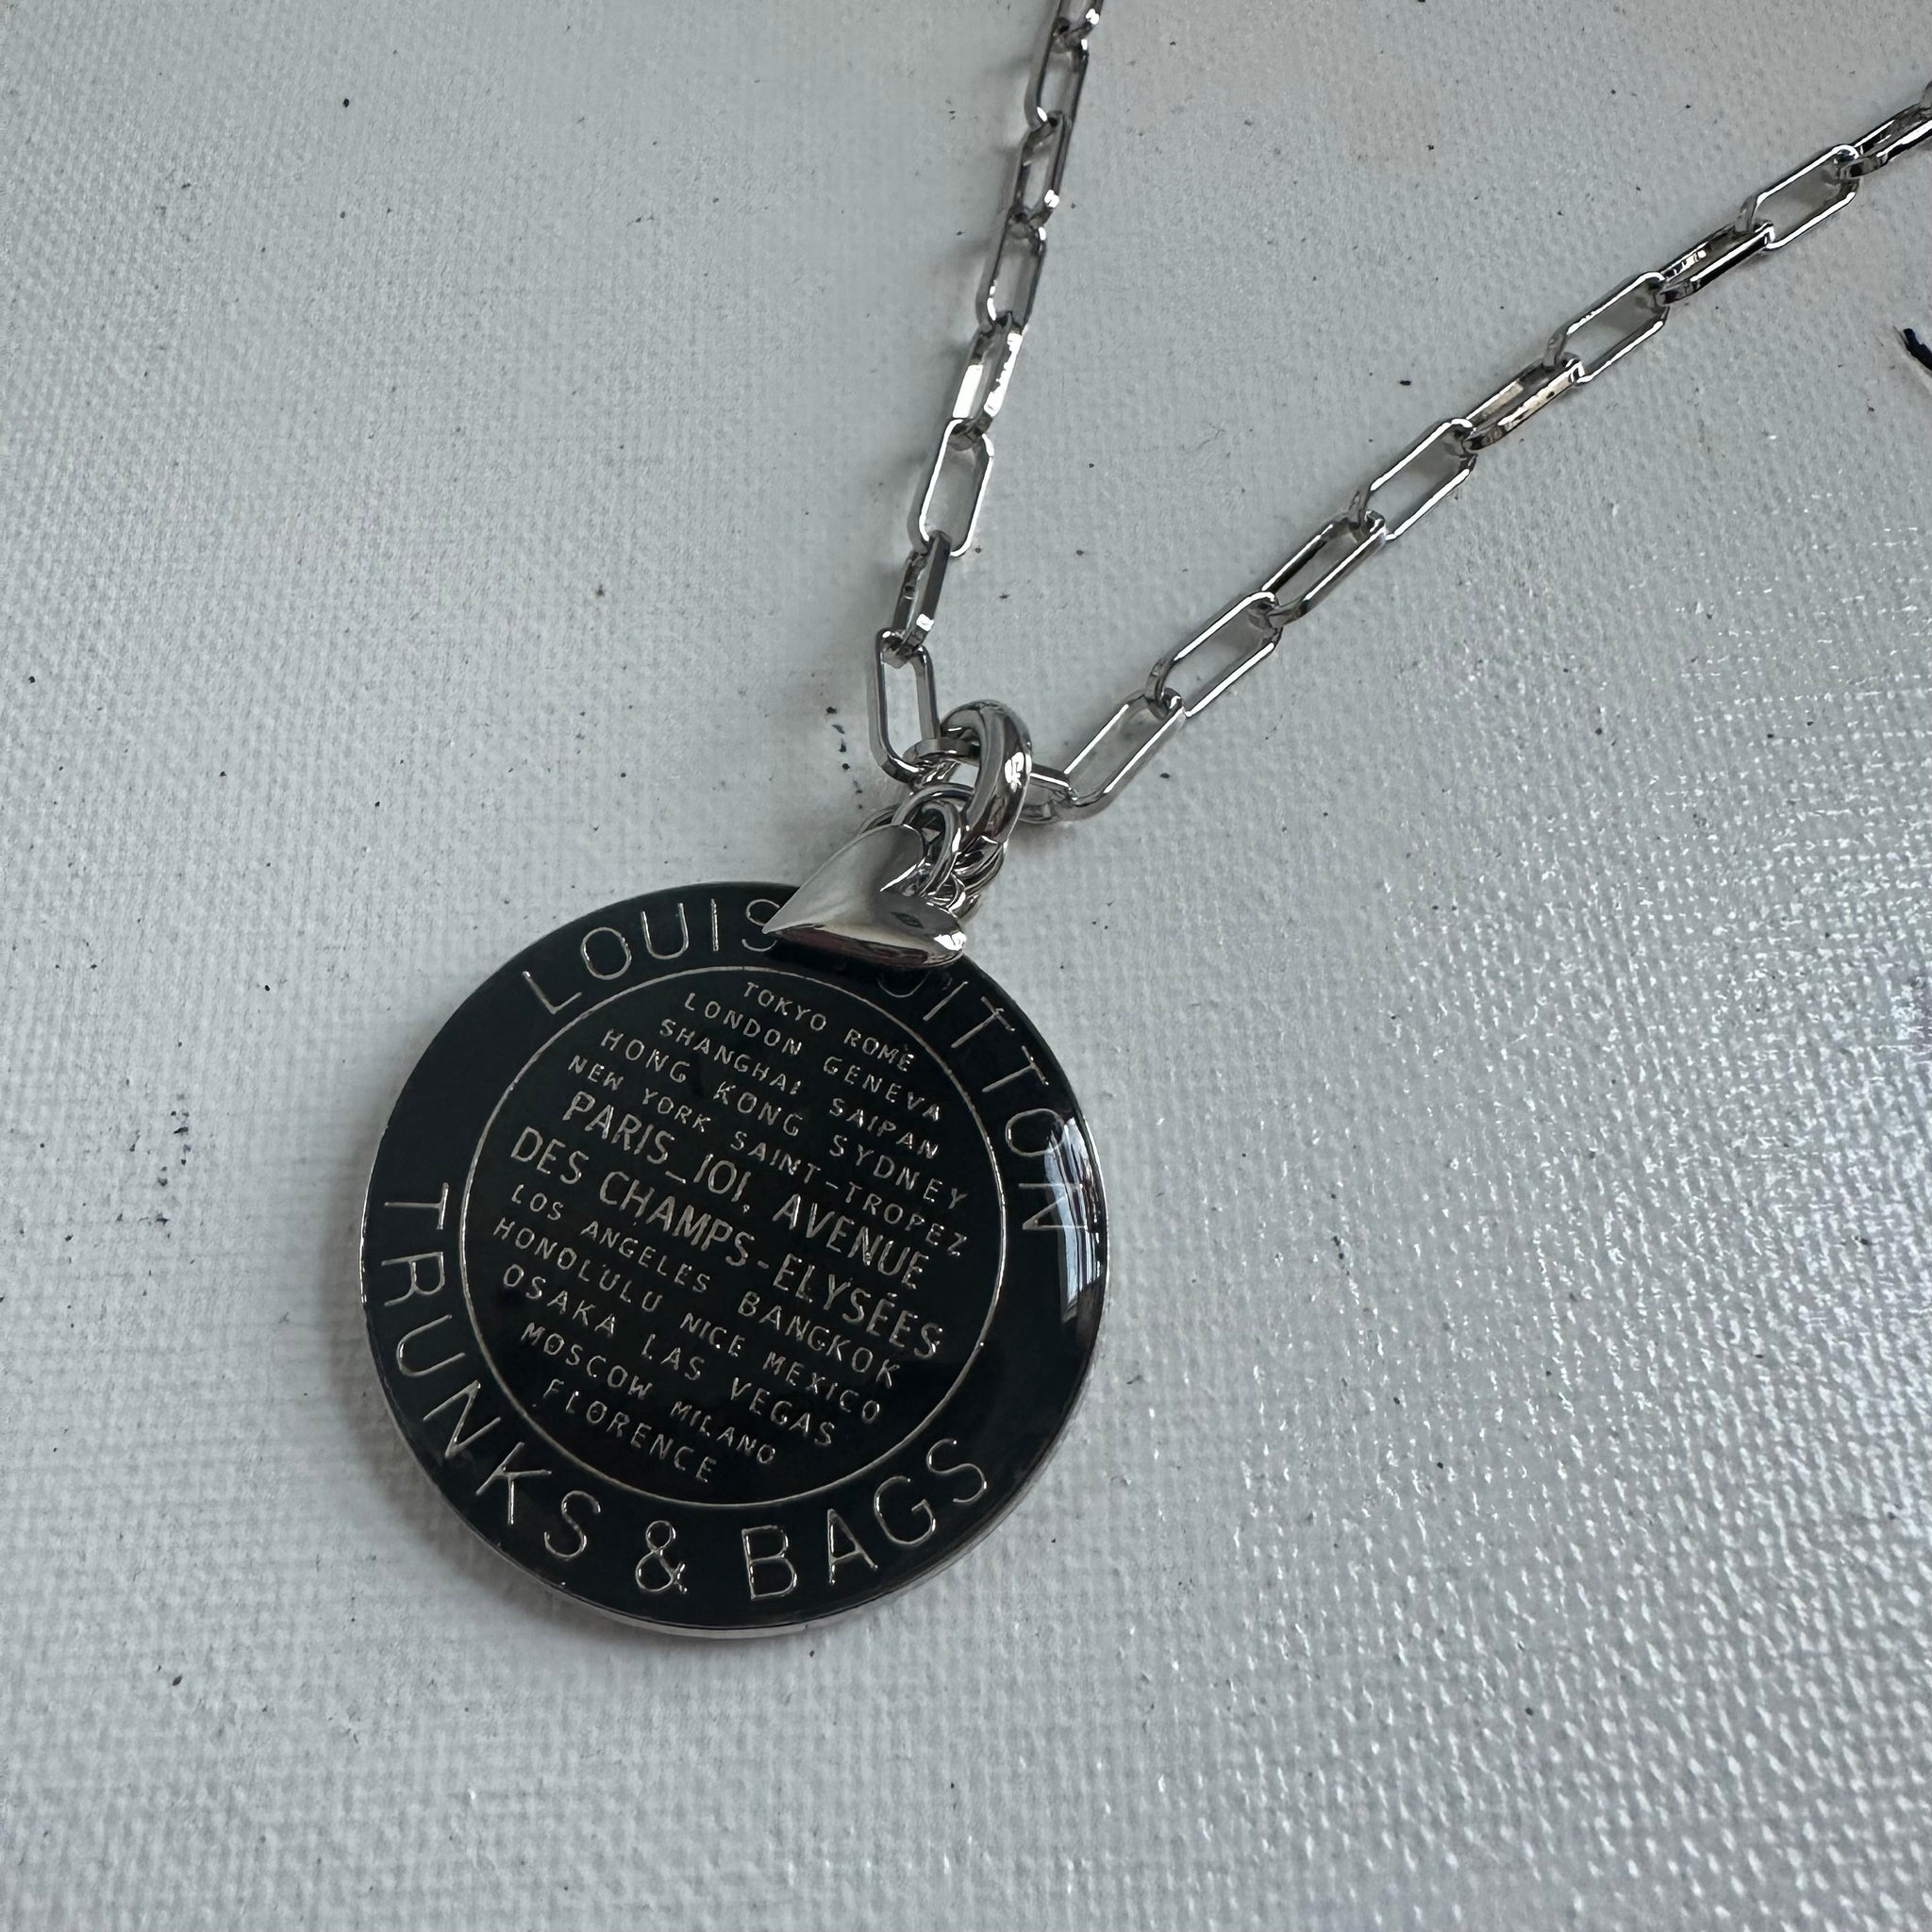 LOUIS VUITTON
TOKYO ROME
LONDON GENEVA
SHANGHAI SAIPAN
HONG KONG SYDNEY
NEW YORK SAINT-TROPEZ
PARIS_101, AVENUE
DES CHAMPS-ELYSÉES
LOS ANGELES BANGKOK
HONOLULU NICE MEXICO
OSAKA LAS VEGAS
MOSCOW MILANO
FLORENCE
TRUNKS & BAGS